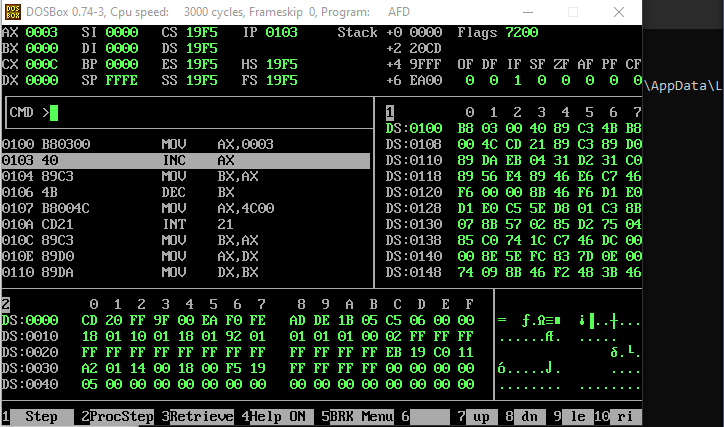 DOSBox 0.74-3, Cpu speed: 3000 cycles, Frameskip 0, Program: AFD
AX 0003 SI 0000 CS 19F5 IP 0103 Stack +0 0000 Flags 7200
BX 0000 DI 0000 DS 19F5 +2 20CD
CX 000C BP 0000 ES 19F5 HS 19F5 +4 9FFF OF DF IF SF ZF AF PF CF
DX 0000 SP FFFE SS 19F5 FS 19F5 +6 EA00 0 0 1 0 0 0 0 0
\AppData\L
CMD >
1 0 1 2 3 4 5 6 7
DS:0100 B8 03 00 40 89 C3 4B B8
DS:0108 00 4C CD 21 89 C3 89 D0
DS:0110 89 DA EB 04 31 D2 31 C0
DS:0118 89 56 E4 89 46 E6 C7 46
DS:0120 F6 00 00 8B 46 F6 D1 E0
DS:0128 D1 E0 C5 5E D8 01 C3 8B
DS:0130 07 8B 57 02 85 D2 75 04
DS:0138 85 C0 74 1C C7 46 DC 00
DS:0140 00 8E 5E FC 83 7D 0E 00
DS:0148 74 09 8B 46 F2 48 3B 46
0100 B80300 MOV AX,0003
0103 40 INC AX
0104 89C3 MOV BX,AX
0106 4B DEC BX
0107 B8004C MOV AX,4C00
010A CD21 INT 21
010C 89C3 MOV BX,AX
010E 89D0 MOV AX,DX
0110 89DA MOV DX,BX
2 0 1 2 3 4 5 6 7 8 9 A B C D E F
DS:0000 CD 20 FF 9F 00 EA F0 FE AD DE 1B 05 C5 06 00 00
DS:0010 18 01 10 01 18 01 92 01 01 01 01 00 02 FF FF FF
DS:0020 FF FF FF FF FF FF FF FF FF FF FF FF EB 19 C0 11
DS:0030 A2 01 14 00 18 00 F5 19 FF FF FF FF 00 00 00 00
DS:0040 05 00 00 00 00 00 00 00 00 00 00 00 00 00 00 00
1 Step 2ProcStep 3Retrieve 4Help ON 5BRK Menu 6 7 up 8 dn 9 le 10 ri